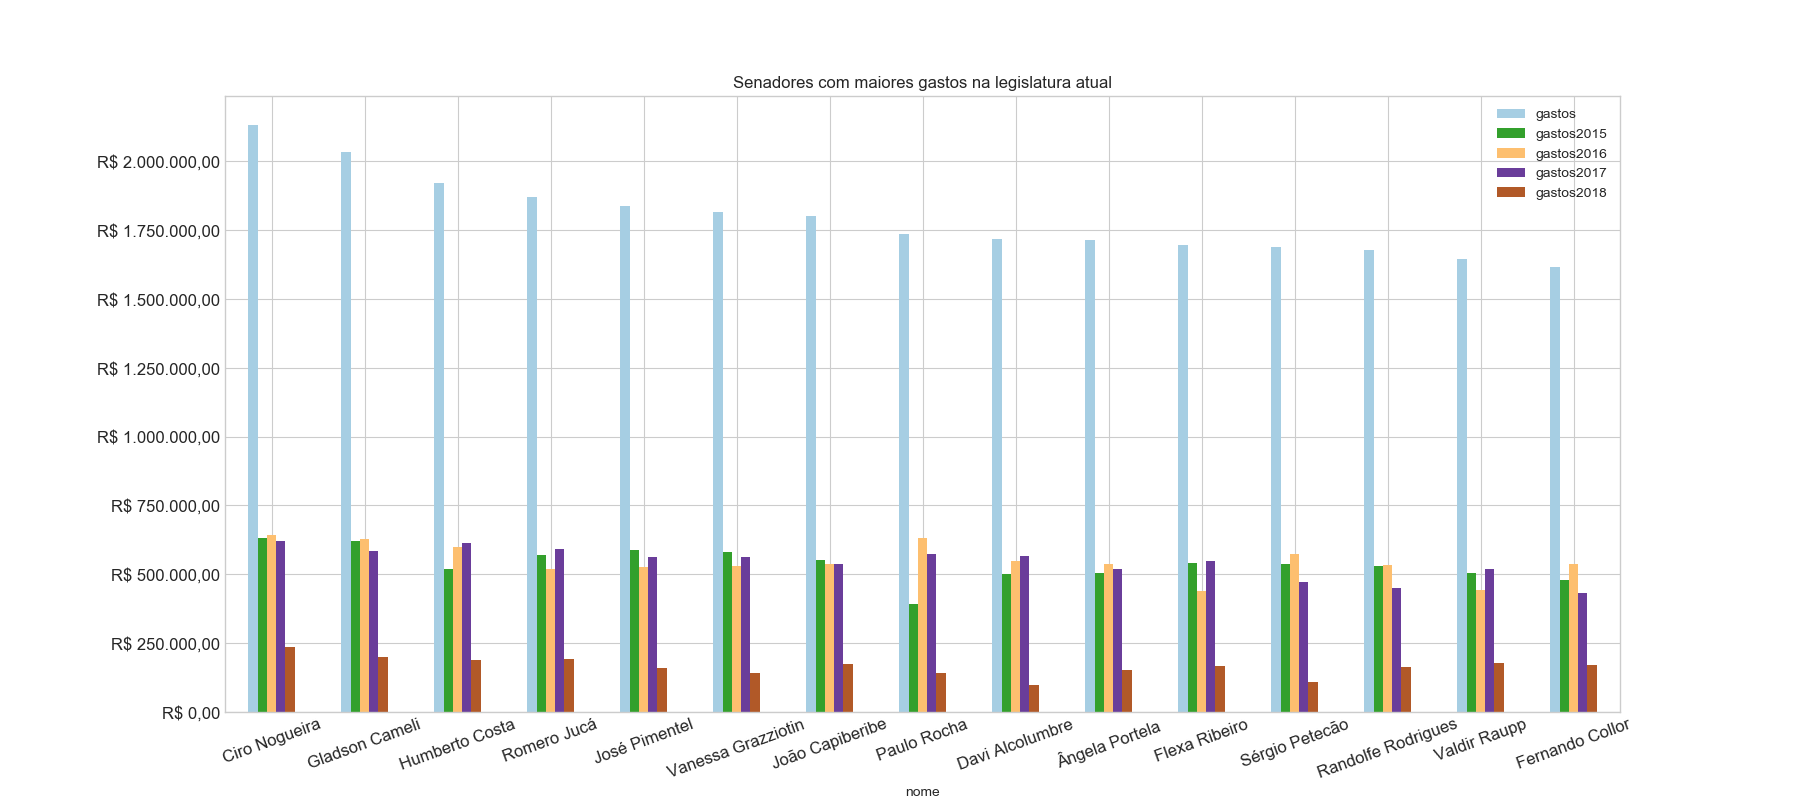 Senadores com maiores gastos na legislatura atual
gastos
gastos2015
gastos2016
gastos2017
gastos2018
R$ 2.000.000,00
R$ 1.750.000,00
R$ 1.500.000,00
R$ 1.250.000,00
R$ 1.000.000,00
R$ 750.000,00
R$ 500.000,00
R$ 250.000,00
R$ 0,00
Ciro Nogueira
Gladson Cameli
Humberto Costa
Romero Jucá
José Pimentel
Vanessa Grazziotin
João Capiberibe
Paulo Rocha
Davi Alcolumbre
Ângela Portela
Flexa Ribeiro
Sérgio Petecão
Randolfe Rodrigues
Valdir Raupp
Fernando Collor
nome